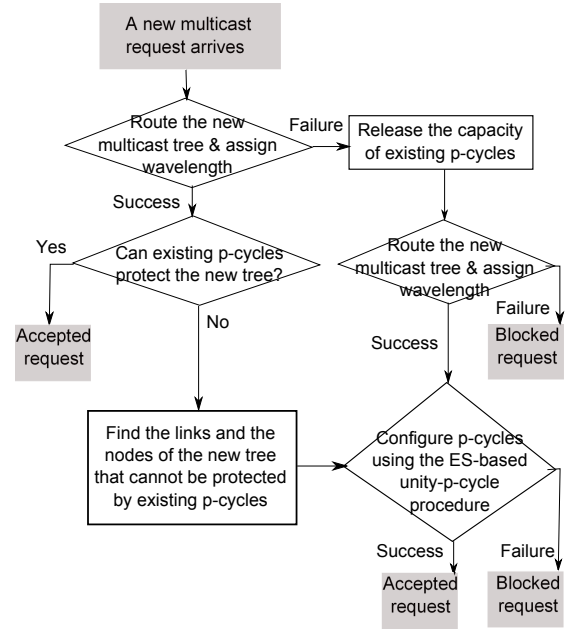 A new multicast
request arrives
Route the new
multicast tree & assign
wavelength
Failure
Release the capacity
of existing p-cycles
Success
Yes
Can existing p-cycles
protect the new tree?
Route the new
multicast tree & assign
wavelength
Failure
No
Accepted
request
Success
Blocked
request
Find the links and the
nodes of the new tree
that cannot be protected
by existing p-cycles
Configure p-cycles
using the ES-based
unity-p-cycle
procedure
Success
Failure
Accepted
request
Blocked
request